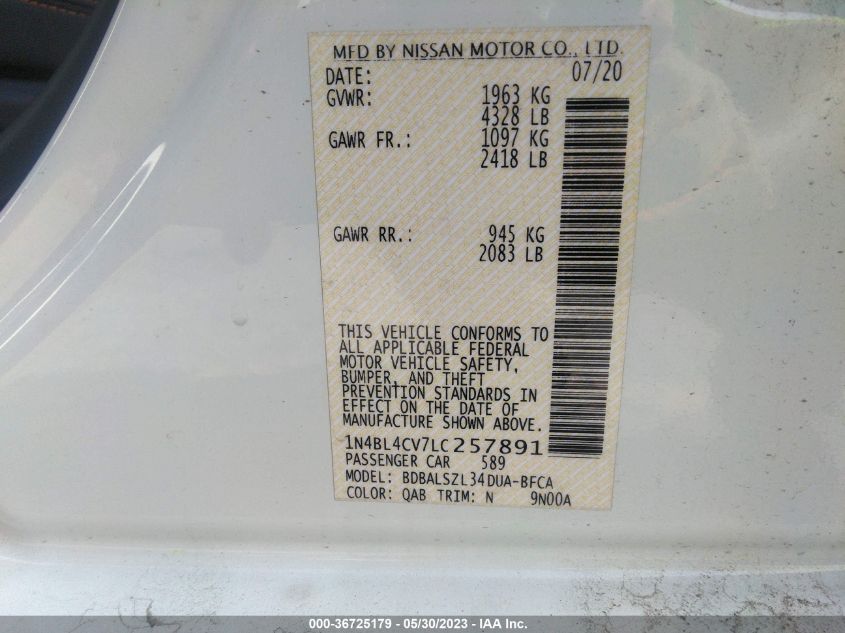 MFD BY NISSAN MOTOR CO., LTD.
DATE: 07/20
GVWR: 1963 KG
4328 LB
GAWR FR.: 1097 KG
2418 LB
GAWR RR.: 945 KG
2083 LB
THIS VEHICLE CONFORMS TO
ALL APPLICABLE FEDERAL
MOTOR VEHICLE SAFETY,
BUMPER, AND THEFT
PREVENTION STANDARDS IN
EFFECT ON THE DATE OF
MANUFACTURE SHOWN ABOVE.
1N4BL4CV7LC257891
PASSENGER CAR 589
MODEL: BDBALSZL34DUA-BFCA
COLOR: QAB TRIM: N 9N00A
000-36725179 - 05/30/2023 - IAA Inc.